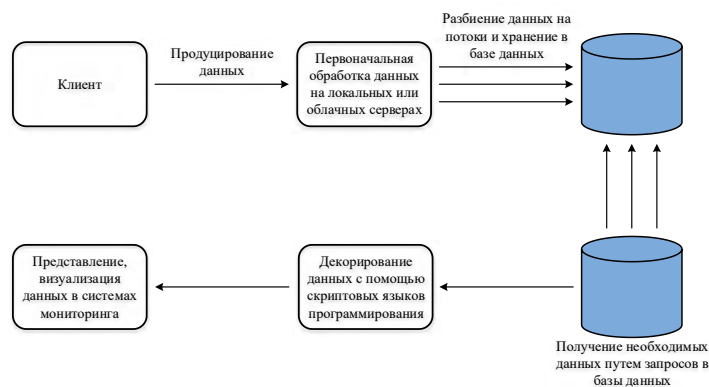 Клиент
Продуцирование
данных
Первоначальная
обработка данных
на локальных или
облачных серверах
Разбиение данных на
потоки и хранение в
базе данных
Представление,
визуализация
данных в системах
мониторинга
Декорирование
данных с помощью
скриптовых языков
программирования
Получение необходимых
данных путем запросов в
базы данных